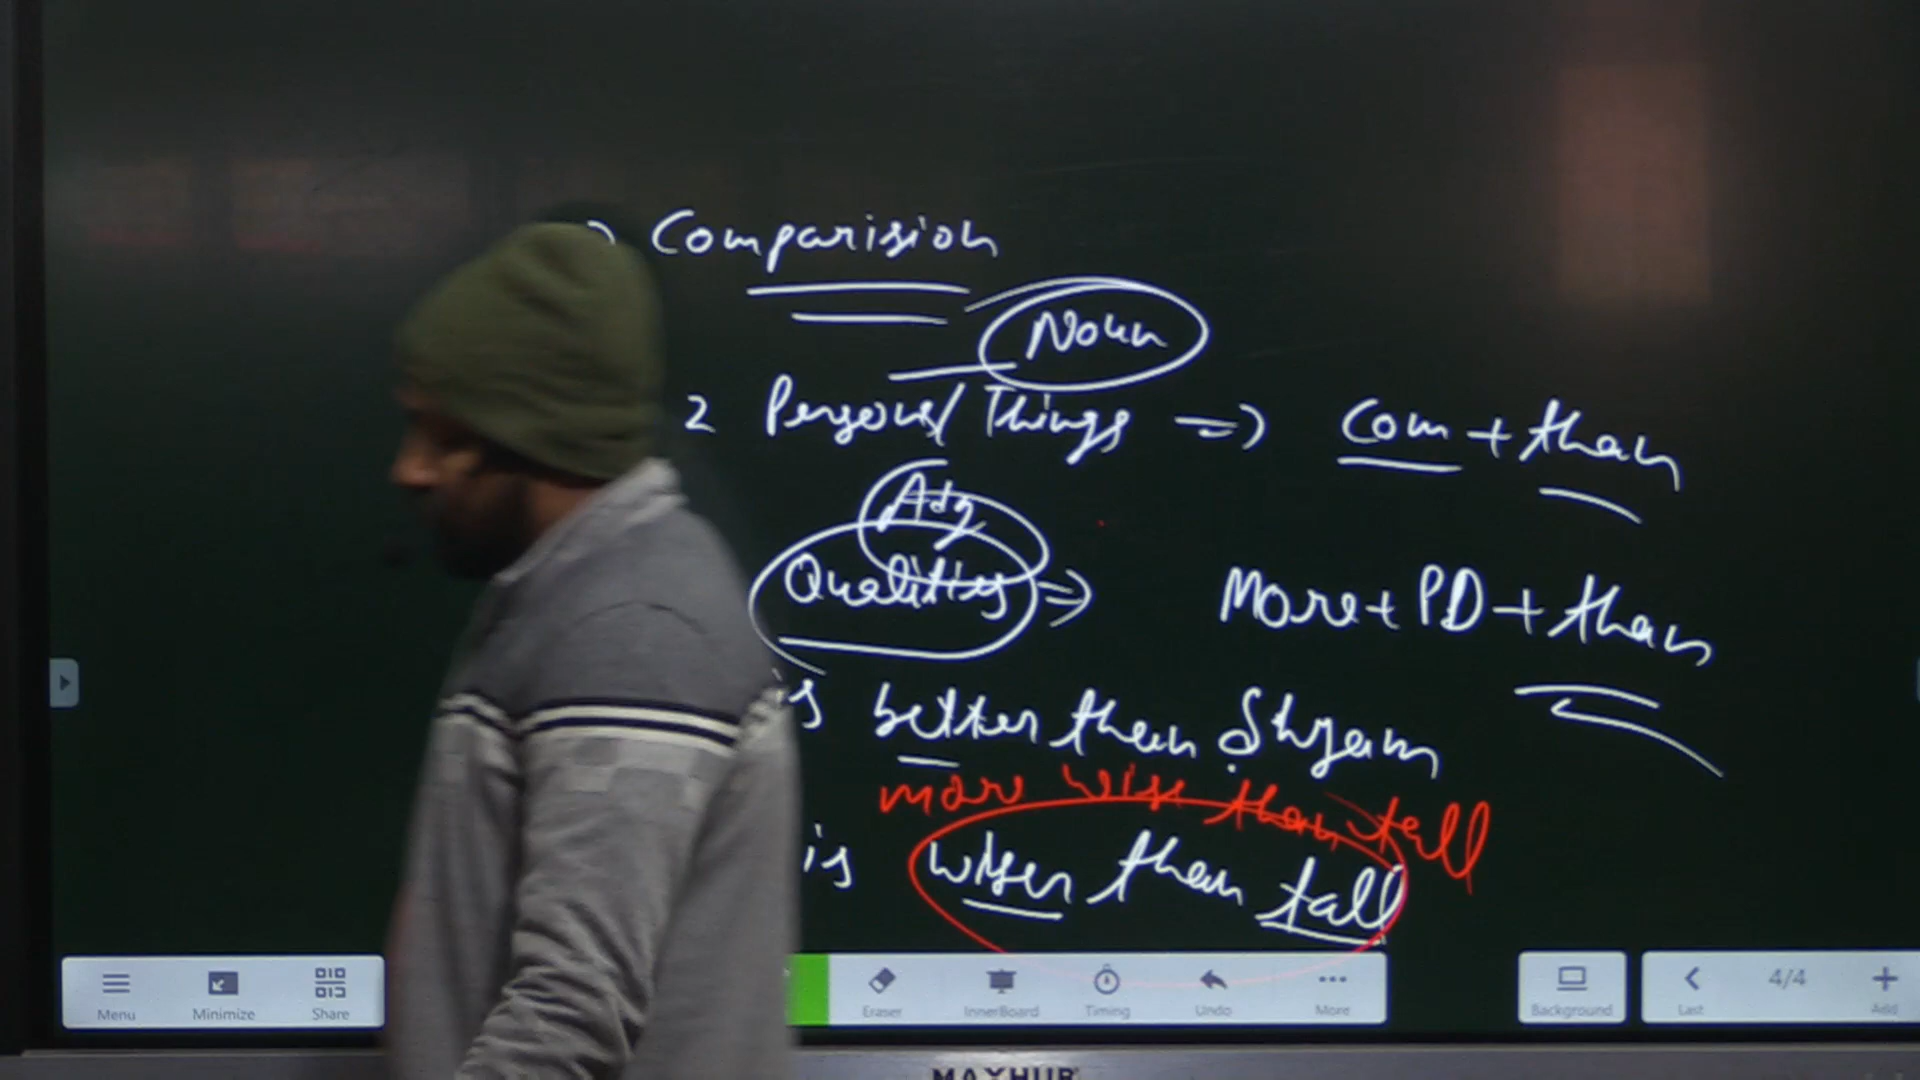 Comparision
Noun
2 Persons/Things => Com + than
Adj
Qualities => More + PD + than
is better than Shyam
more wise than tall
is wiser than tall
Menu Minimize Share Eraser InnerBoard Timing Undo More Background Last 4/4 Add
MAXHUB